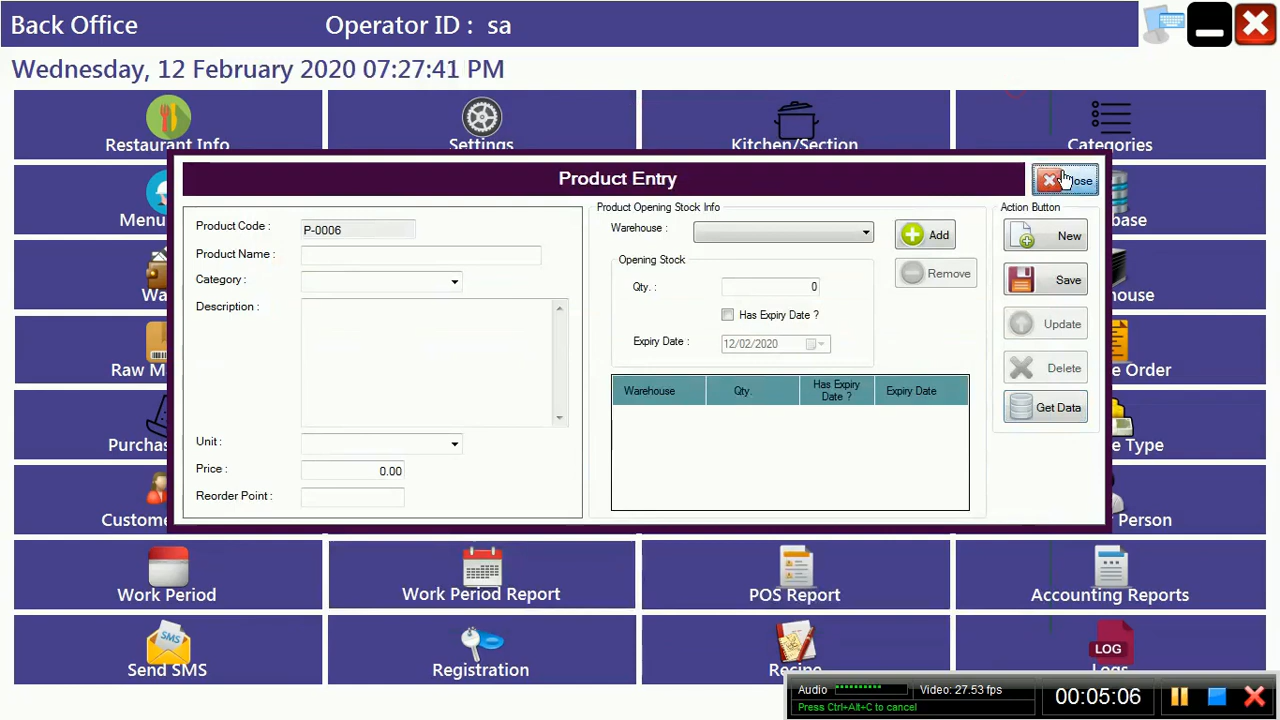 Back Office
Operator ID : sa
Wednesday, 12 February 2020 07:27:41 PM
Restaurant Info
Settings
Kitchen/Section
Categories
Product Entry
Product Code :
P-0006
Product Name :
Category :
Description :
Unit :
Price :
0.00
Reorder Point :
Product Opening Stock Info
Warehouse :
Add
Remove
Opening Stock
Qty. :
0
Has Expiry Date ?
Expiry Date :
12/02/2020
Warehouse
Qty.
Has Expiry
Date ?
Expiry Date
Action Button
New
Save
Update
Delete
Get Data
Menu
Raw M
Purchas
Custome
Order
Type
Person
Work Period
Work Period Report
POS Report
Accounting Reports
Send SMS
Registration
Recipe
LOG
SMS
Audio
Video: 27.53 fps
Press Ctrl+Alt+C to cancel
00:05:06